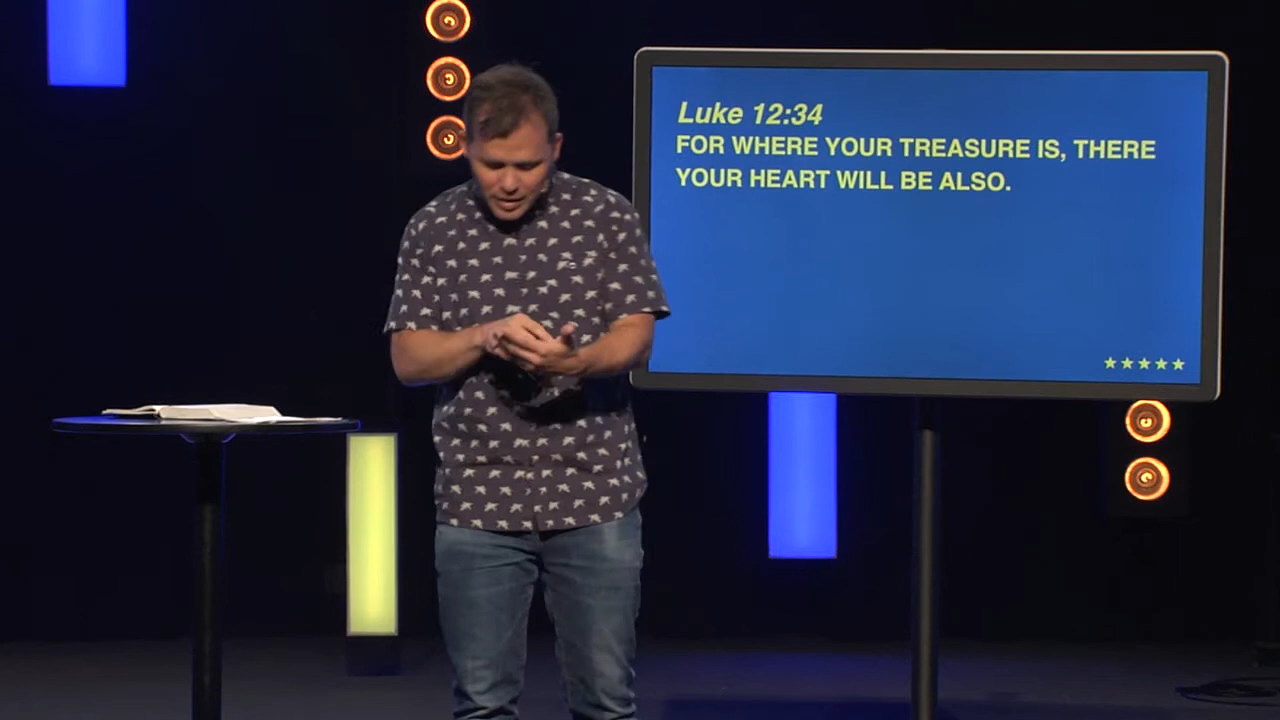 Luke 12:34
FOR WHERE YOUR TREASURE IS, THERE
YOUR HEART WILL BE ALSO.